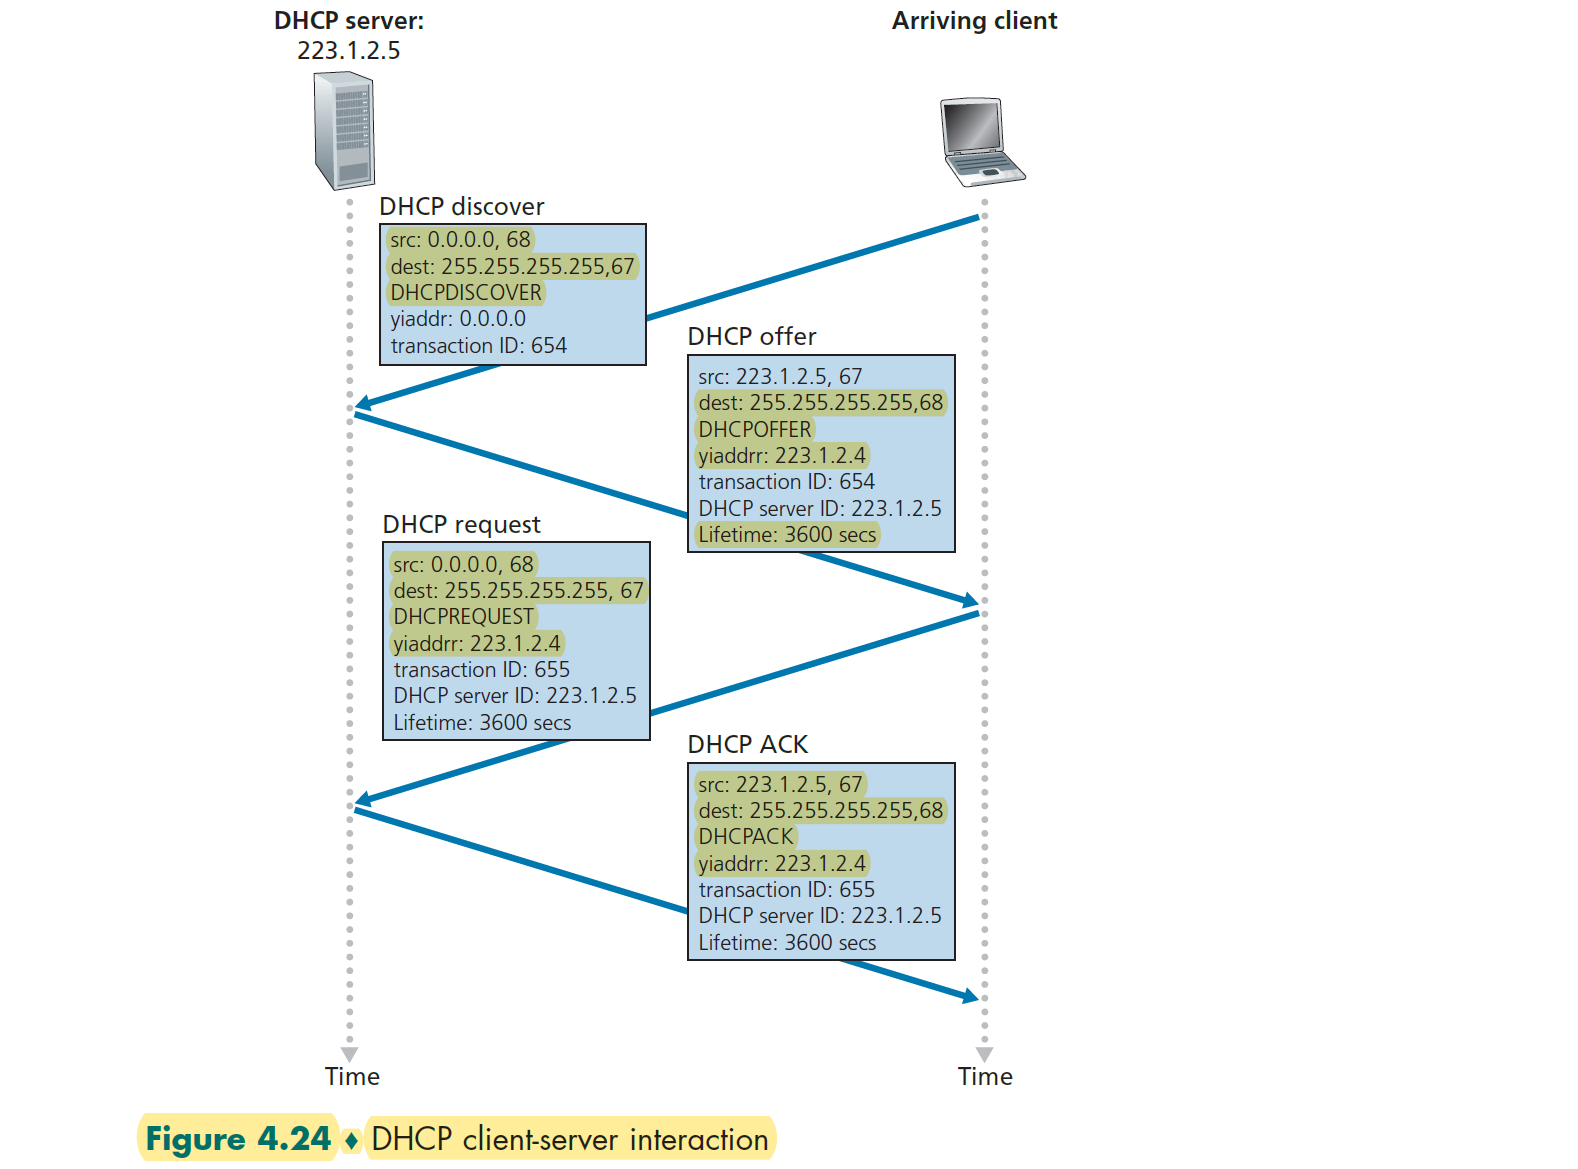 DHCP server:
223.1.2.5
Arriving client
DHCP discover
src: 0.0.0.0, 68
dest: 255.255.255.255,67
DHCPDISCOVER
yiaddr: 0.0.0.0
transaction ID: 654
DHCP offer
src: 223.1.2.5, 67
dest: 255.255.255.255,68
DHCPOFFER
yiaddrr: 223.1.2.4
transaction ID: 654
DHCP server ID: 223.1.2.5
Lifetime: 3600 secs
DHCP request
src: 0.0.0.0, 68
dest: 255.255.255.255, 67
DHCPREQUEST
yiaddrr: 223.1.2.4
transaction ID: 655
DHCP server ID: 223.1.2.5
Lifetime: 3600 secs
DHCP ACK
src: 223.1.2.5, 67
dest: 255.255.255.255,68
DHCPACK
yiaddrr: 223.1.2.4
transaction ID: 655
DHCP server ID: 223.1.2.5
Lifetime: 3600 secs
Time
Time
Figure 4.24 ♦ DHCP client-server interaction